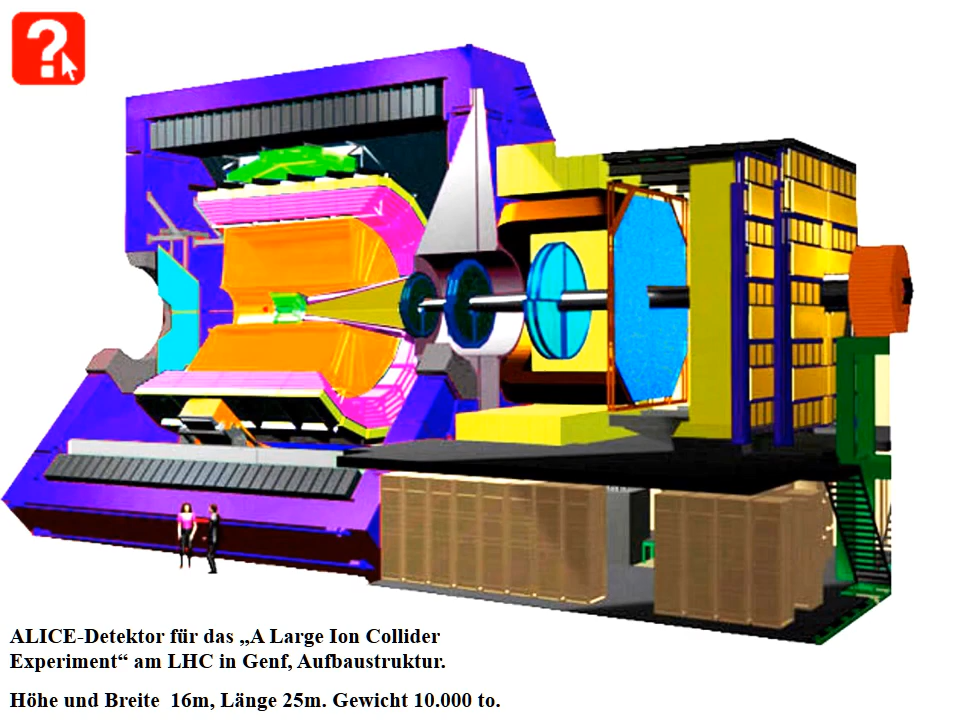 ?
ALICE-Detektor für das „A Large Ion Collider
Experiment“ am LHC in Genf, Aufbaustruktur.
Höhe und Breite  16m, Länge 25m. Gewicht 10.000 to.